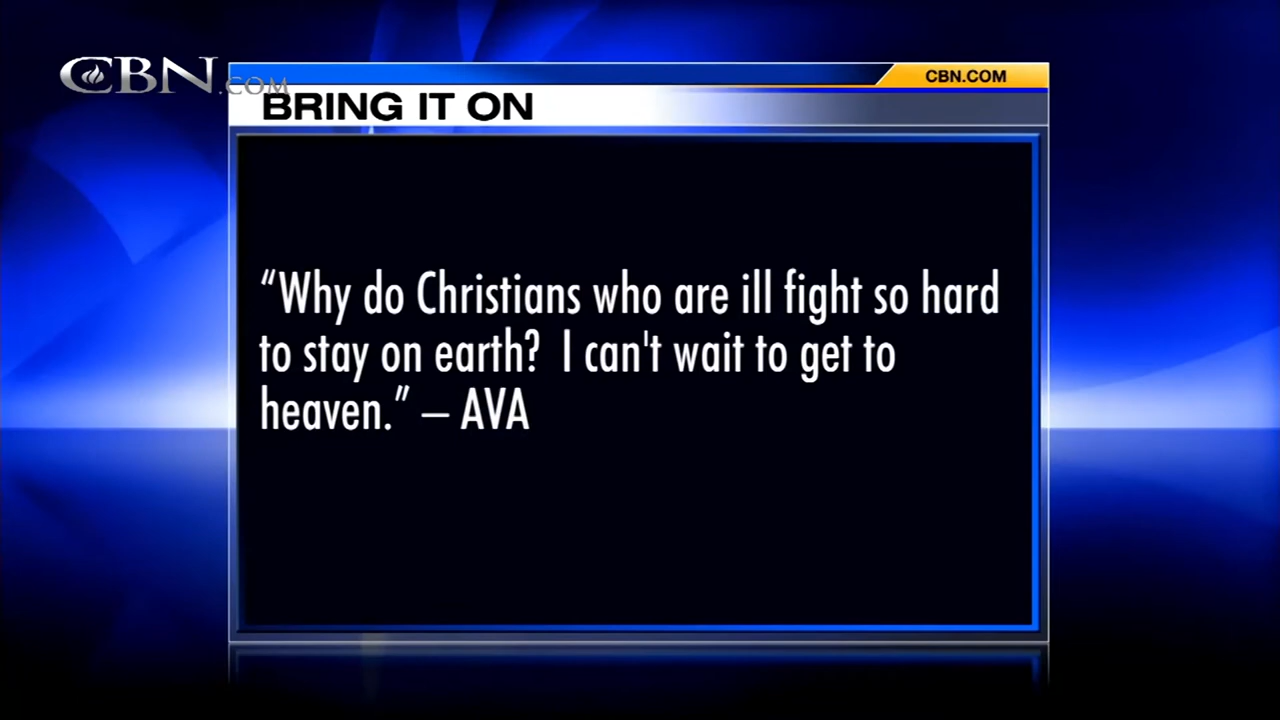 CBN.COM
CBN.COM
BRING IT ON
“Why do Christians who are ill fight so hard
to stay on earth?  I can't wait to get to
heaven.” – AVA